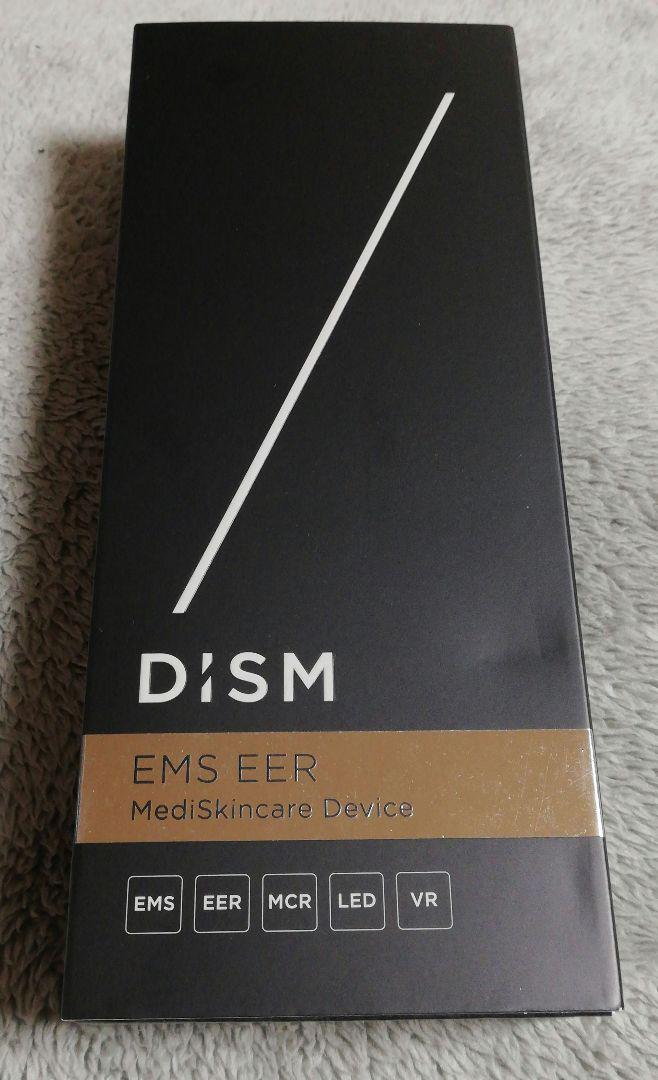 DISM
EMS EER
MediSkincare Device
EMS EER MCR LED VR